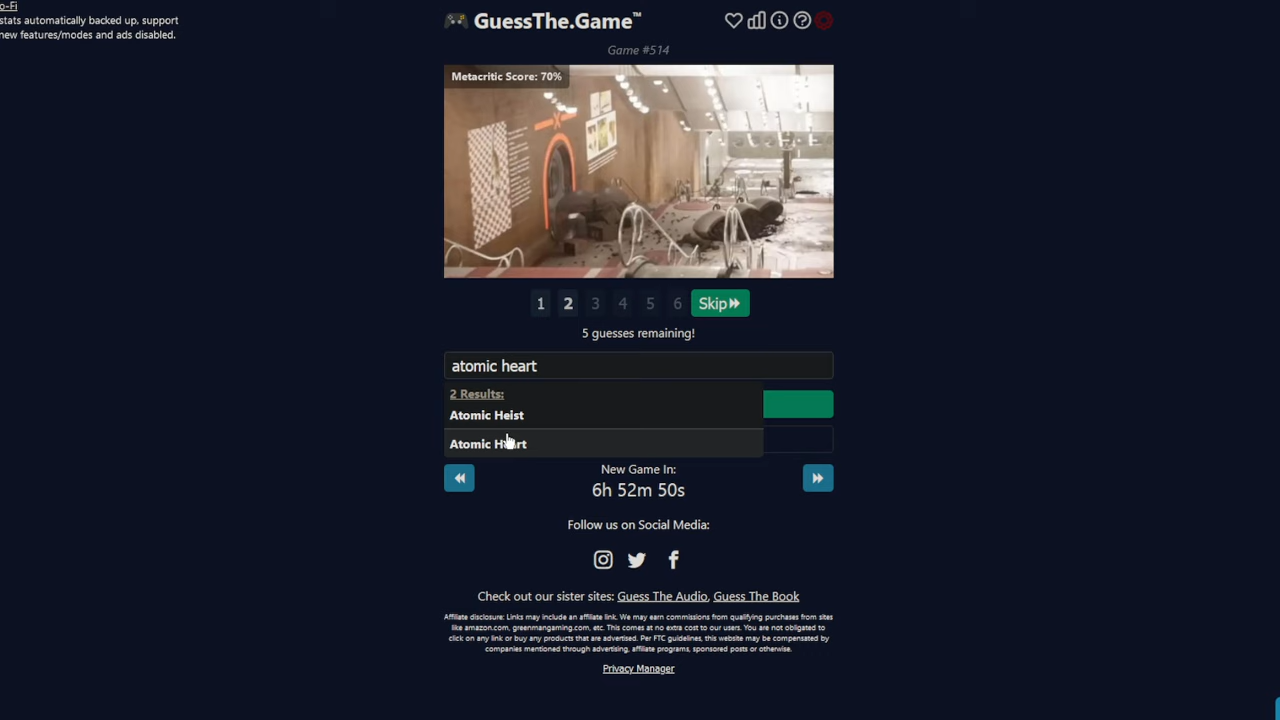 o-Fi
stats automatically backed up, support
new features/modes and ads disabled.
GuessThe.Game™
Game #514
Metacritic Score: 70%
1 2 3 4 5 6 Skip
5 guesses remaining!
atomic heart
2 Results:
Atomic Heist
Atomic Heart
New Game In:
6h 52m 50s
Follow us on Social Media:
Check out our sister sites: Guess The Audio, Guess The Book
Affiliate disclosure: Links may include an affiliate link. We may earn commissions from qualifying purchases from sites
like amazon.com, greenmangaming.com, etc. This comes at no extra cost to our users. You are not obligated to
click on any link or buy any products that are advertised. Per FTC guidelines, this website may be compensated by
companies mentioned through advertising, affiliate programs, sponsored posts or otherwise.
Privacy Manager